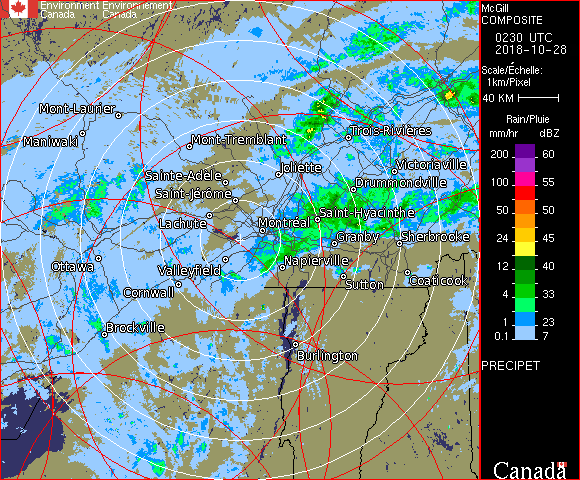 Environment Environnement
Canada Canada
McGill
COMPOSITE
0230 UTC
2018-10-28
Scale/Échelle:
1km/Pixel
40 KM
Rain/Pluie
mm/hr dBZ
200 60
100 55
50 50
24 45
12 40
8 33
4 30
1 23
0.1 7
PRECIPET
Canada
Mont-Laurier
Maniwaki
Mont-Tremblant
Trois-Rivières
Joliette
Victoriaville
Sainte-Adèle
Drummondville
Saint-Jérôme
Saint-Hyacinthe
Lachute
Montréal
Granby
Sherbrooke
Ottawa
Valleyfield
Napierville
Cornwall
Sutton
Coaticook
Brockville
Burlington